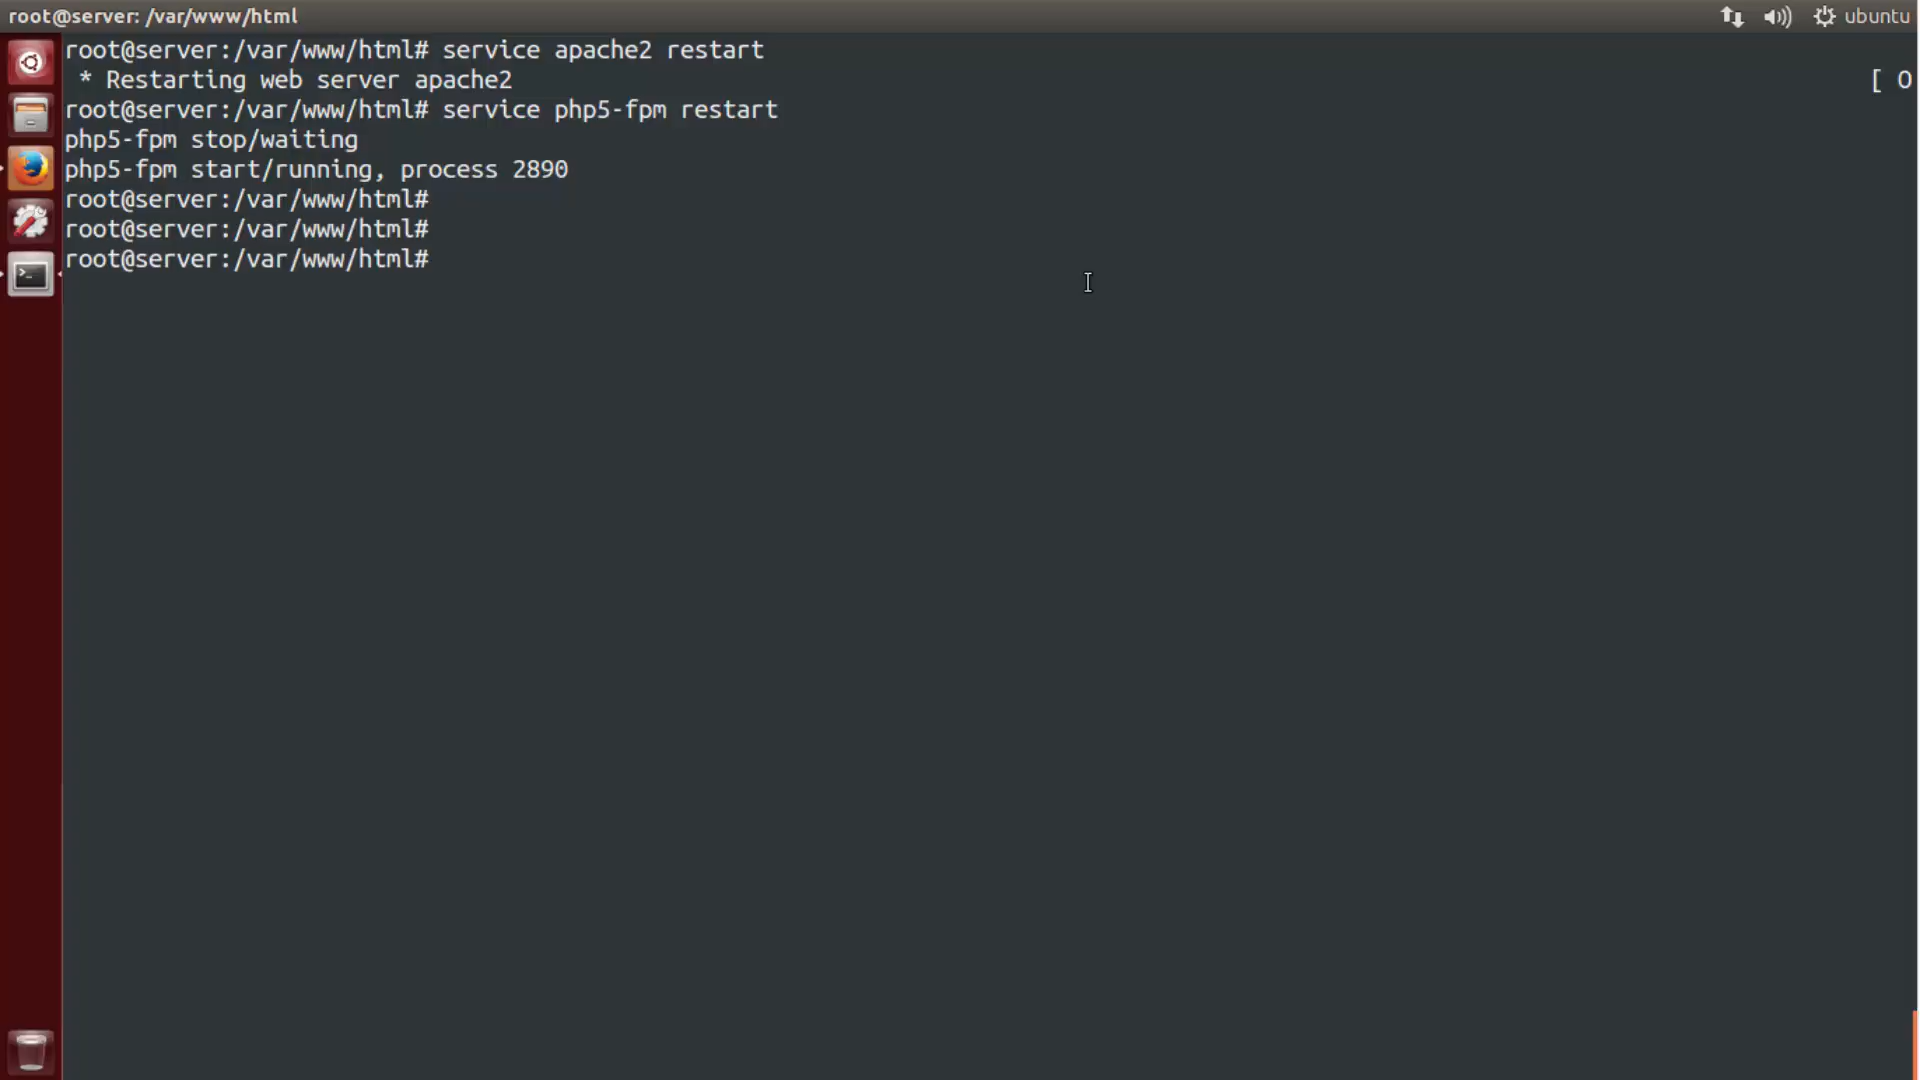 root@server: /var/www/html
ubuntu
root@server:/var/www/html# service apache2 restart
 * Restarting web server apache2 [ O
root@server:/var/www/html# service php5-fpm restart
php5-fpm stop/waiting
php5-fpm start/running, process 2890
root@server:/var/www/html#
root@server:/var/www/html#
root@server:/var/www/html#